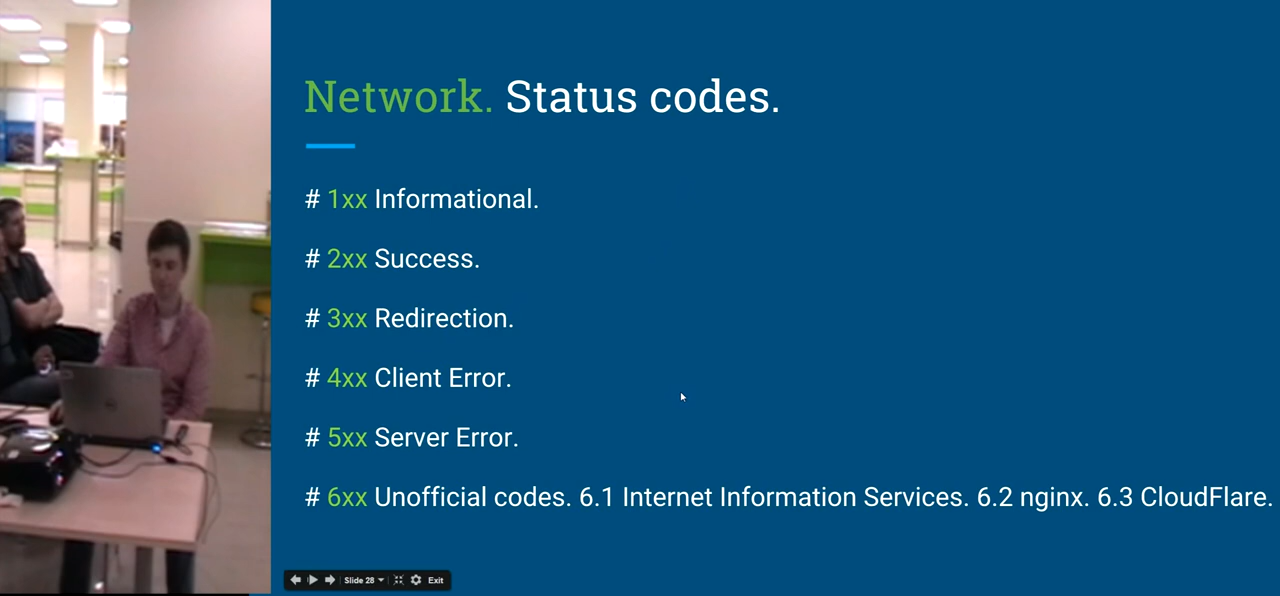 Network. Status codes.
# 1xx Informational.
# 2xx Success.
# 3xx Redirection.
# 4xx Client Error.
# 5xx Server Error.
# 6xx Unofficial codes. 6.1 Internet Information Services. 6.2 nginx. 6.3 CloudFlare.
Slide 28 Exit